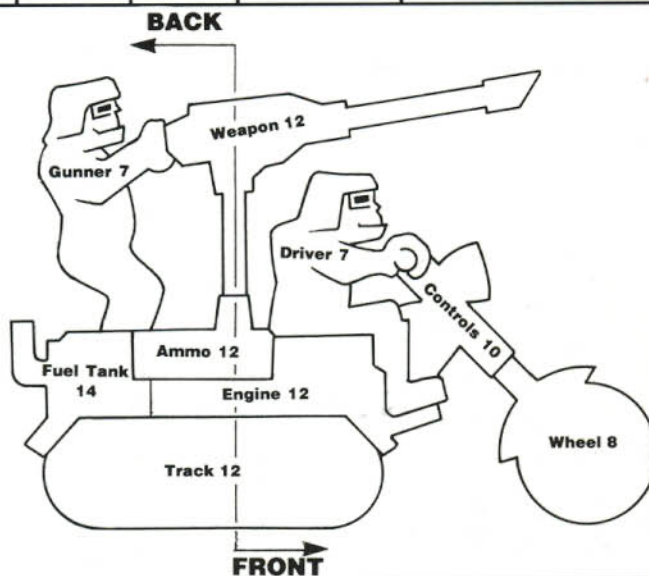 BACK
Weapon 12
Gunner 7
Driver 7
Controls 10
Ammo 12
Fuel Tank
14
Engine 12
Wheel 8
Track 12
FRONT